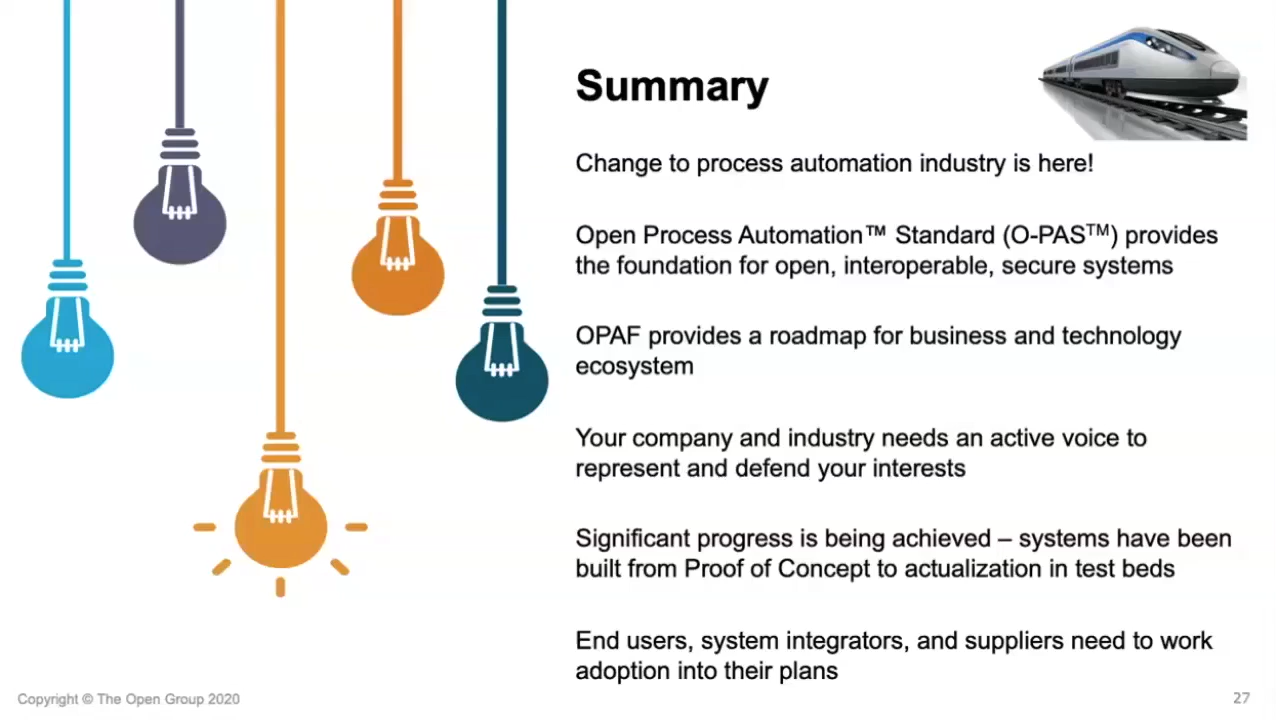 Summary
Change to process automation industry is here!
Open Process Automation™ Standard (O-PAS™) provides
the foundation for open, interoperable, secure systems
OPAF provides a roadmap for business and technology
ecosystem
Your company and industry needs an active voice to
represent and defend your interests
Significant progress is being achieved – systems have been
built from Proof of Concept to actualization in test beds
End users, system integrators, and suppliers need to work
adoption into their plans
Copyright © The Open Group 2020
27